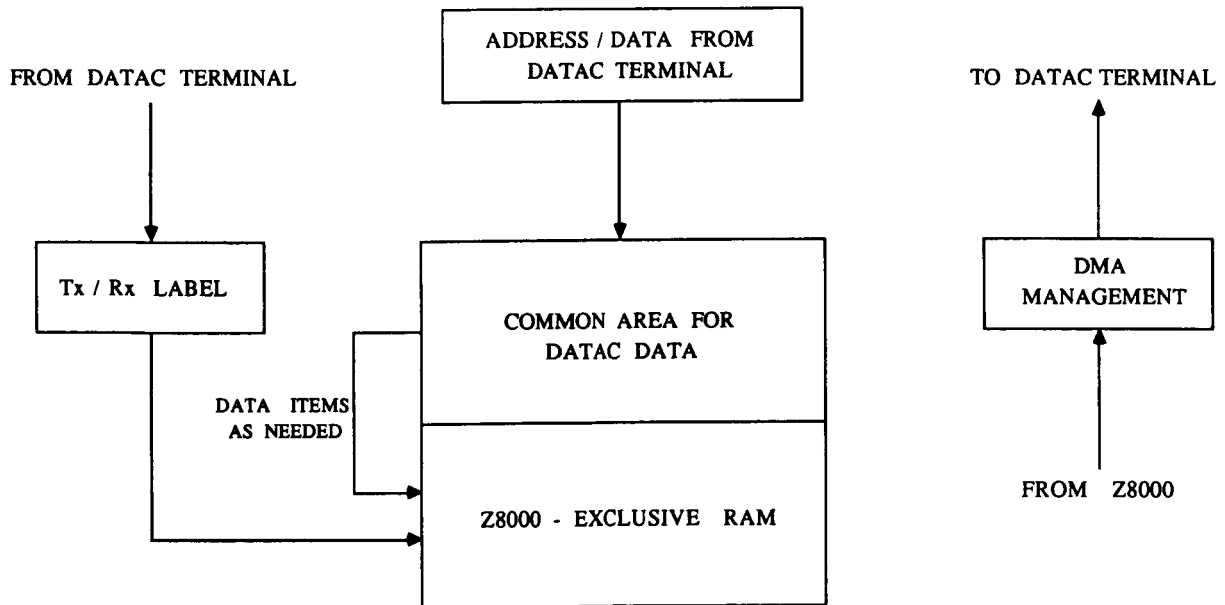 ADDRESS / DATA FROM
DATAC TERMINAL
FROM DATAC TERMINAL
TO DATAC TERMINAL
Tx / Rx LABEL
COMMON AREA FOR
DATAC DATA
DMA
MANAGEMENT
DATA ITEMS
AS NEEDED
Z8000 - EXCLUSIVE RAM
FROM Z8000